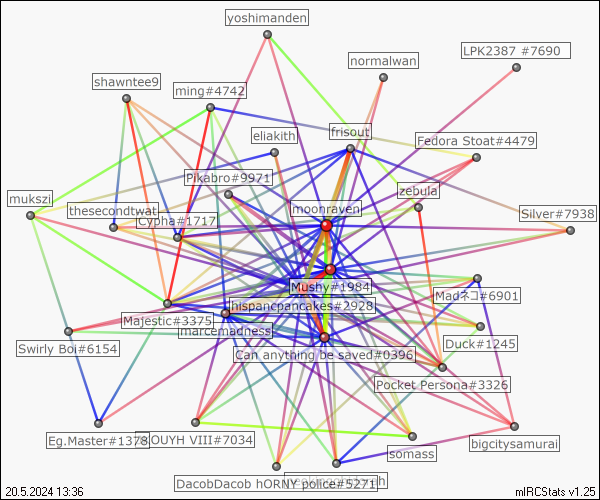 yoshimanden
LPK2387 #7690
normalwan
shawntee9
ming#4742
frisout
eliakith
Fedora Stoat#4479
Pikabro#9971
zebula
mukszi
moonraven
thesecondtwat
Silver#7938
Cypha#1717
Mushy#1984
Madネコ#6901
hispancpancakes#2928
Majestic#3375
marcemadness
Duck#1245
Swirly Boi#6154
Can anything be saved#0396
Pocket Persona#3326
Eg.Master#1378
OUYH VIII#7034
bigcitysamurai
somass
DacobDacob hORNY police#5271
20.5.2024 13:36
mIRCStats v1.25